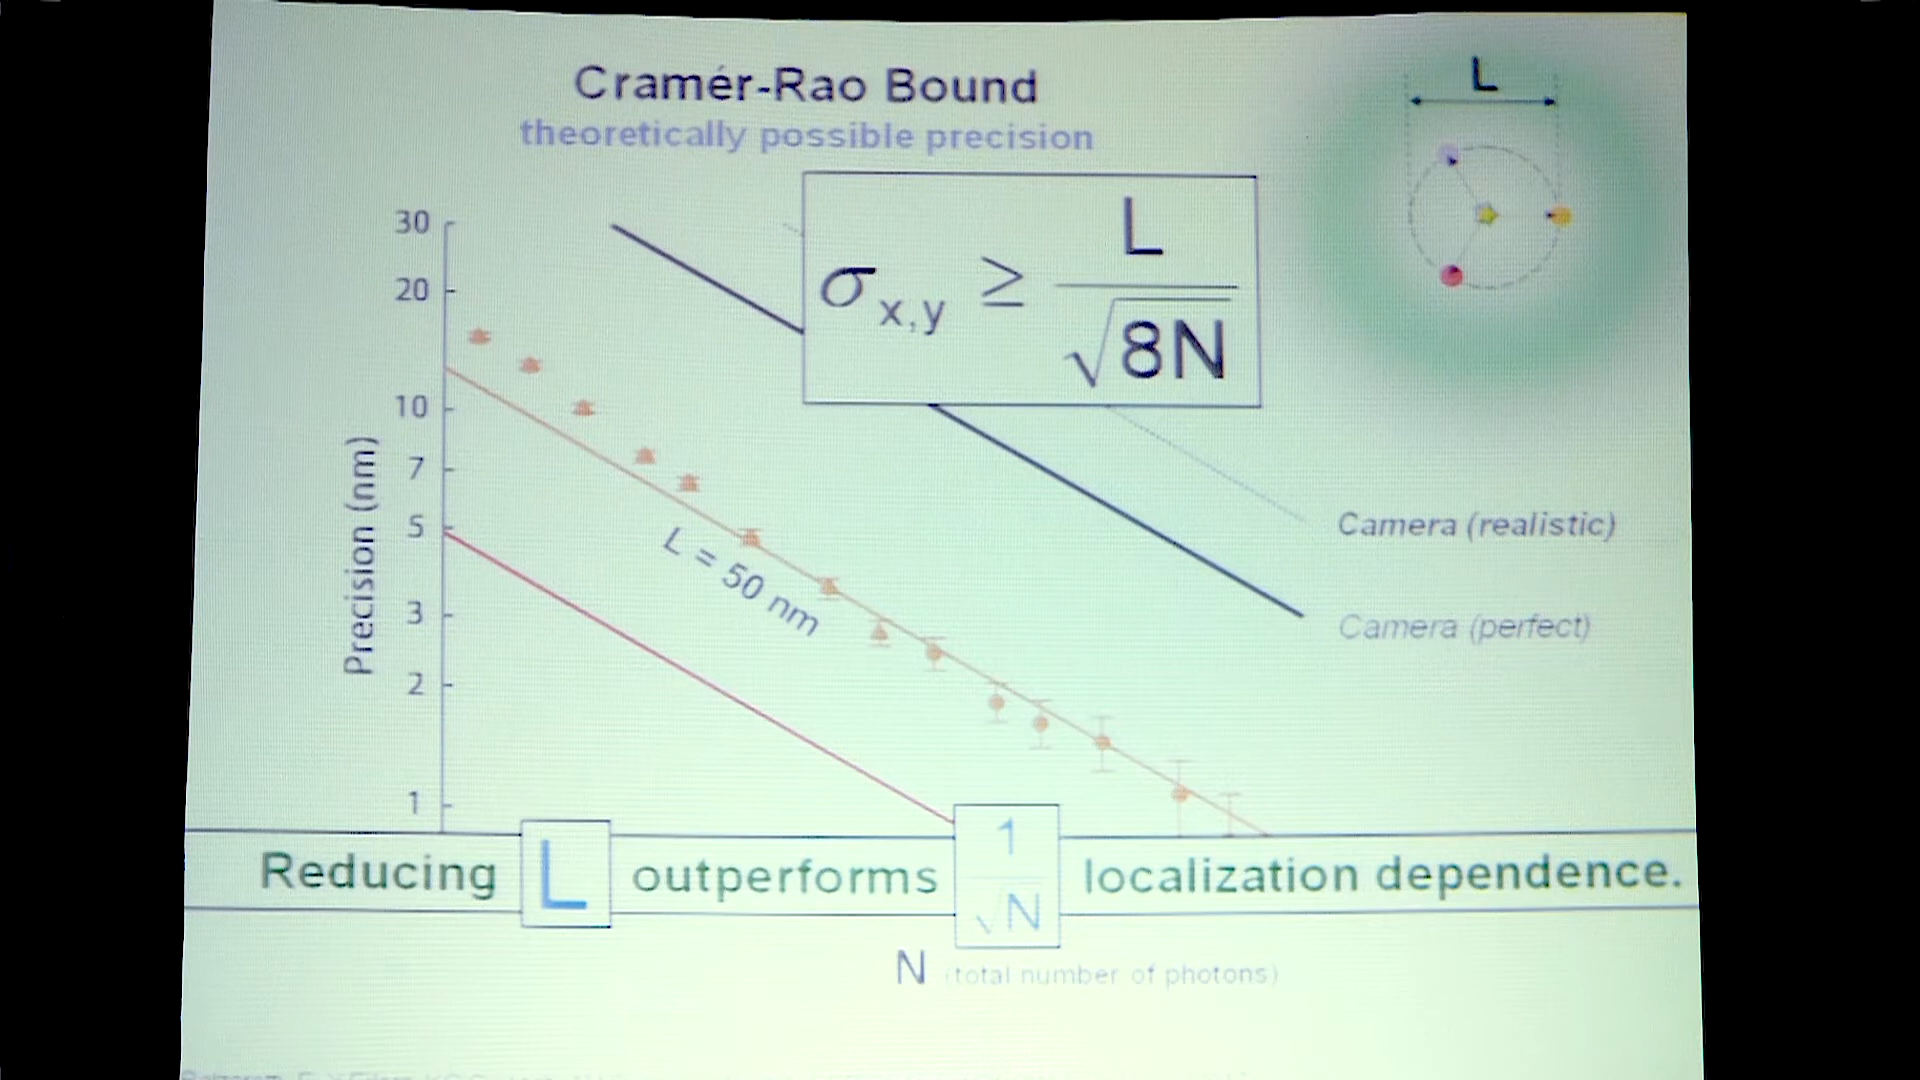 Cramér-Rao Bound
theoretically possible precision
L
σx,y ≥ L
√8N
30
20
10
7
5
3
2
1
Precision (nm)
L = 50 nm
Camera (realistic)
Camera (perfect)
Reducing L outperforms 1/√N localization dependence.
N (total number of photons)